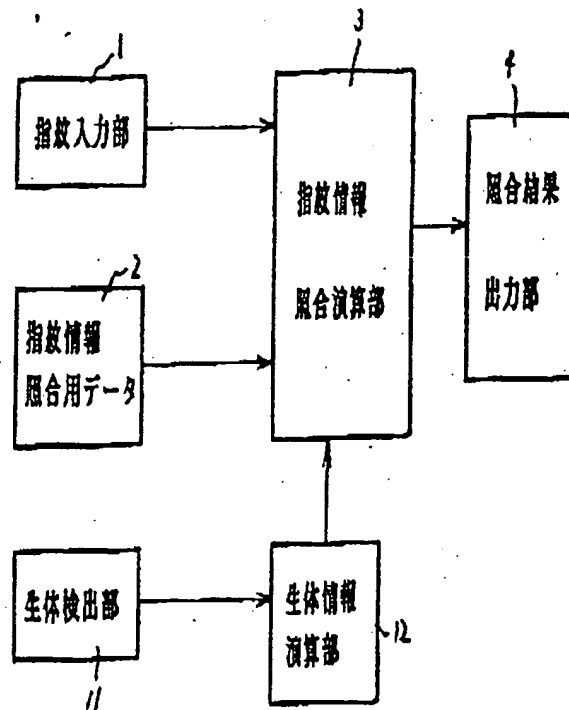 1
指紋入力部
2
指紋情報
照合用データ
3
指紋情報
照合演算部
4
照合結果
出力部
生体検出部
11
生体情報
演算部
12